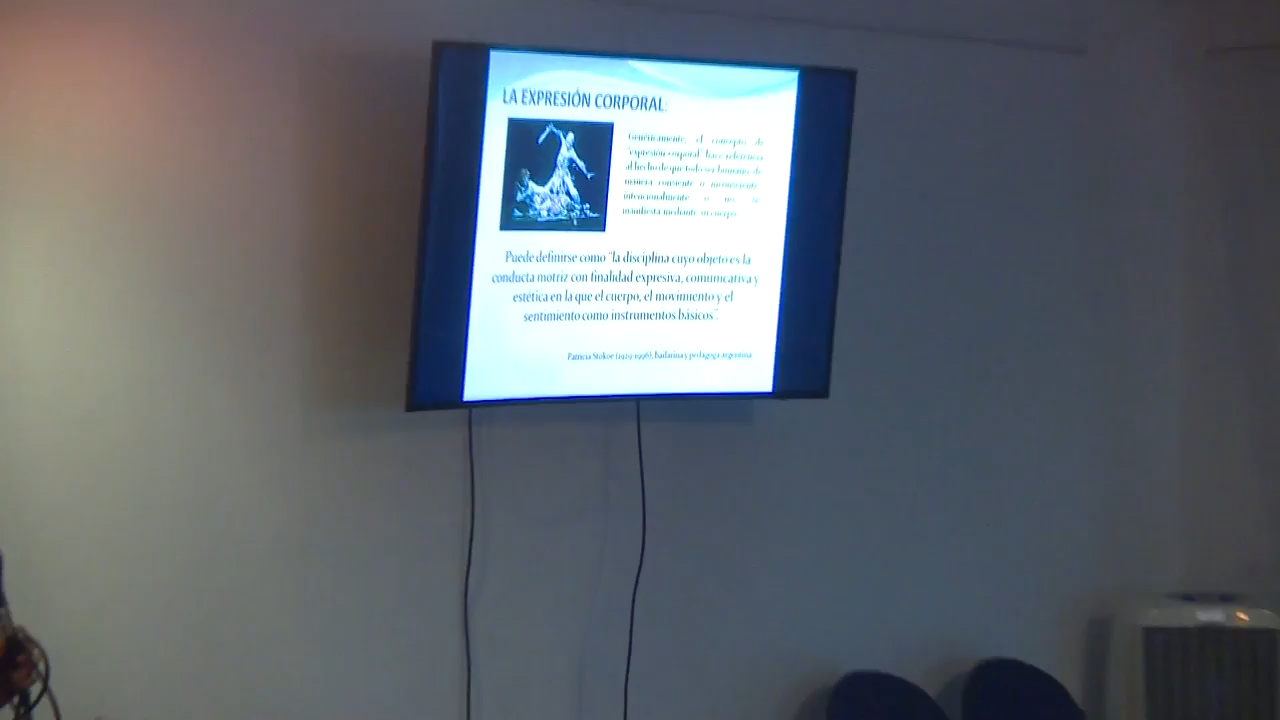 LA EXPRESIÓN CORPORAL:
Genéricamente, el concepto de
"expresión corporal" hace referencia
al hecho de que todo ser humano, de
manera consiente o inconsciente,
intencionalmente o no, se
manifiesta mediante su cuerpo.
Puede definirse como "la disciplina cuyo objeto es la
conducta motriz con finalidad expresiva, comunicativa y
estética en la que el cuerpo, el movimiento y el
sentimiento como instrumentos básicos".
Patricia Stokoe (1929-1996), bailarina y pedagoga argentina